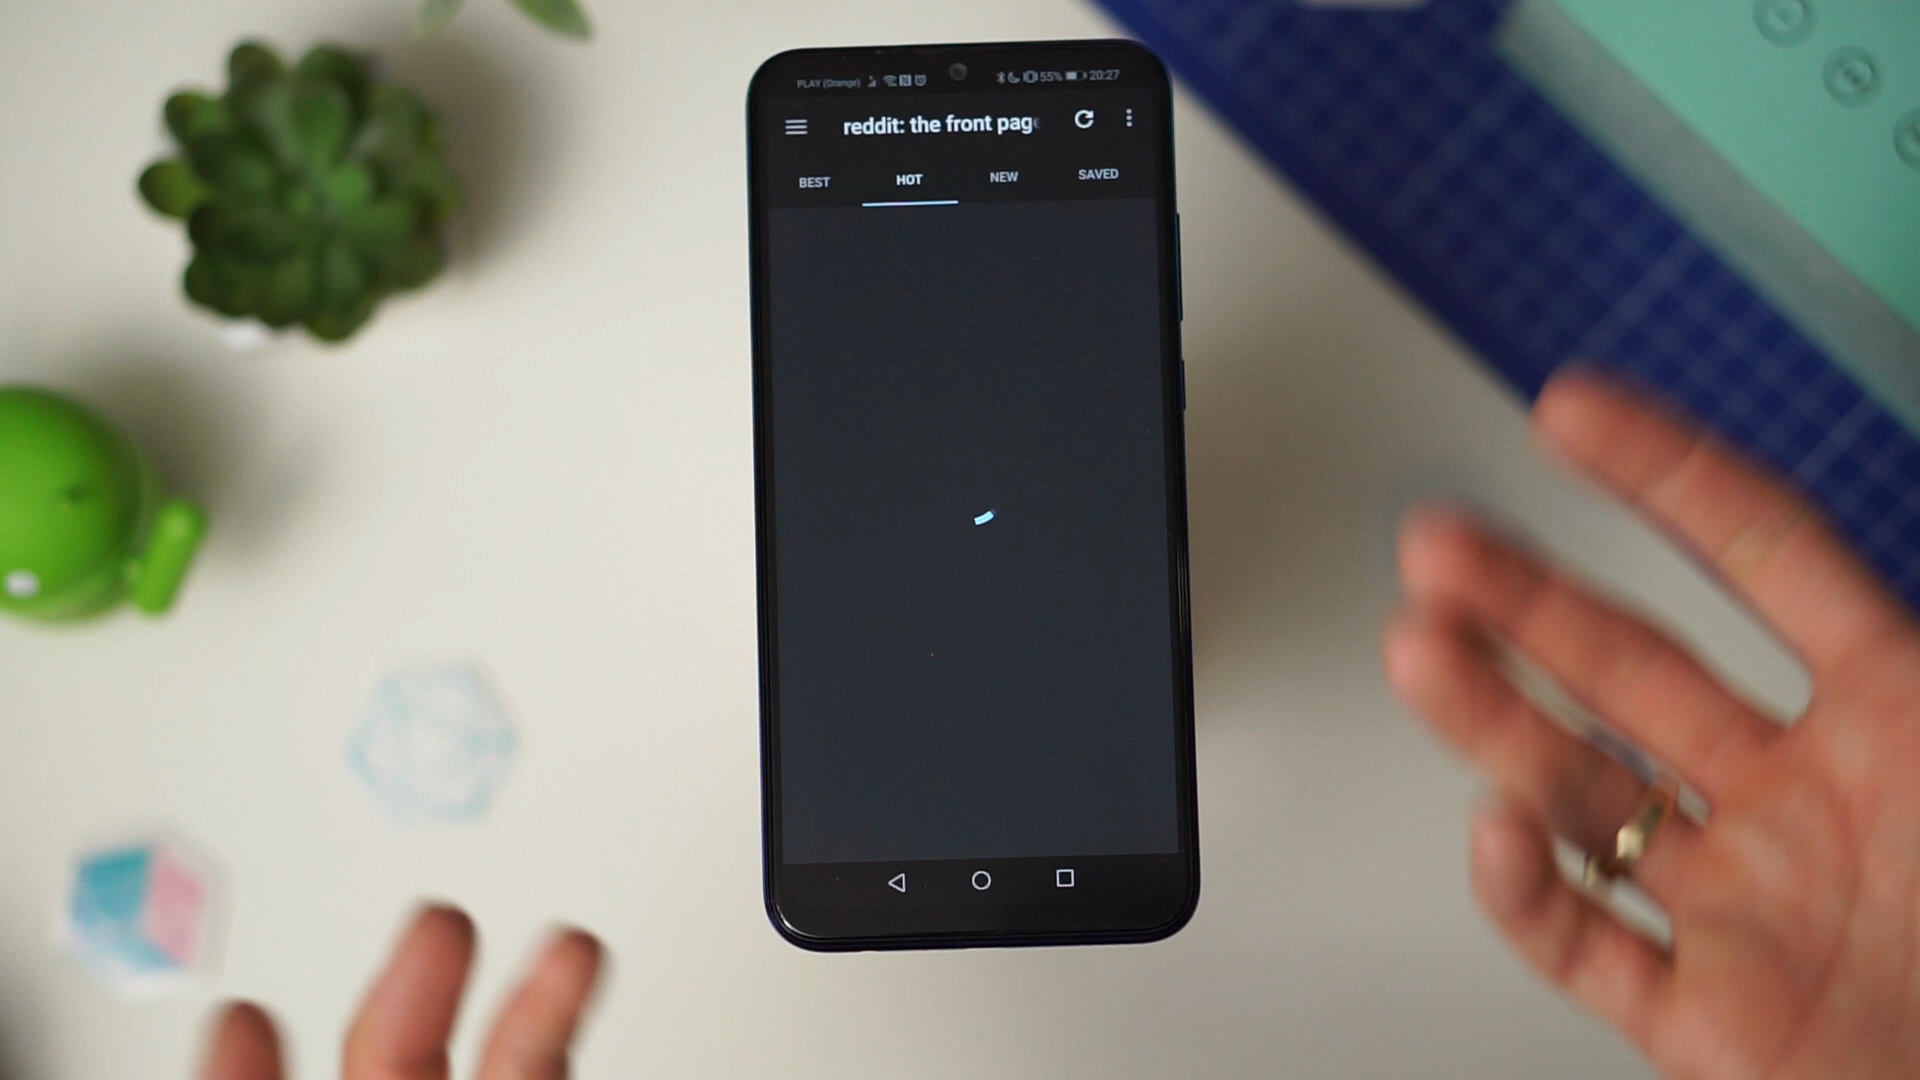 PLAY (Orange) 55% 20:27
reddit: the front pag
BEST HOT NEW SAVED